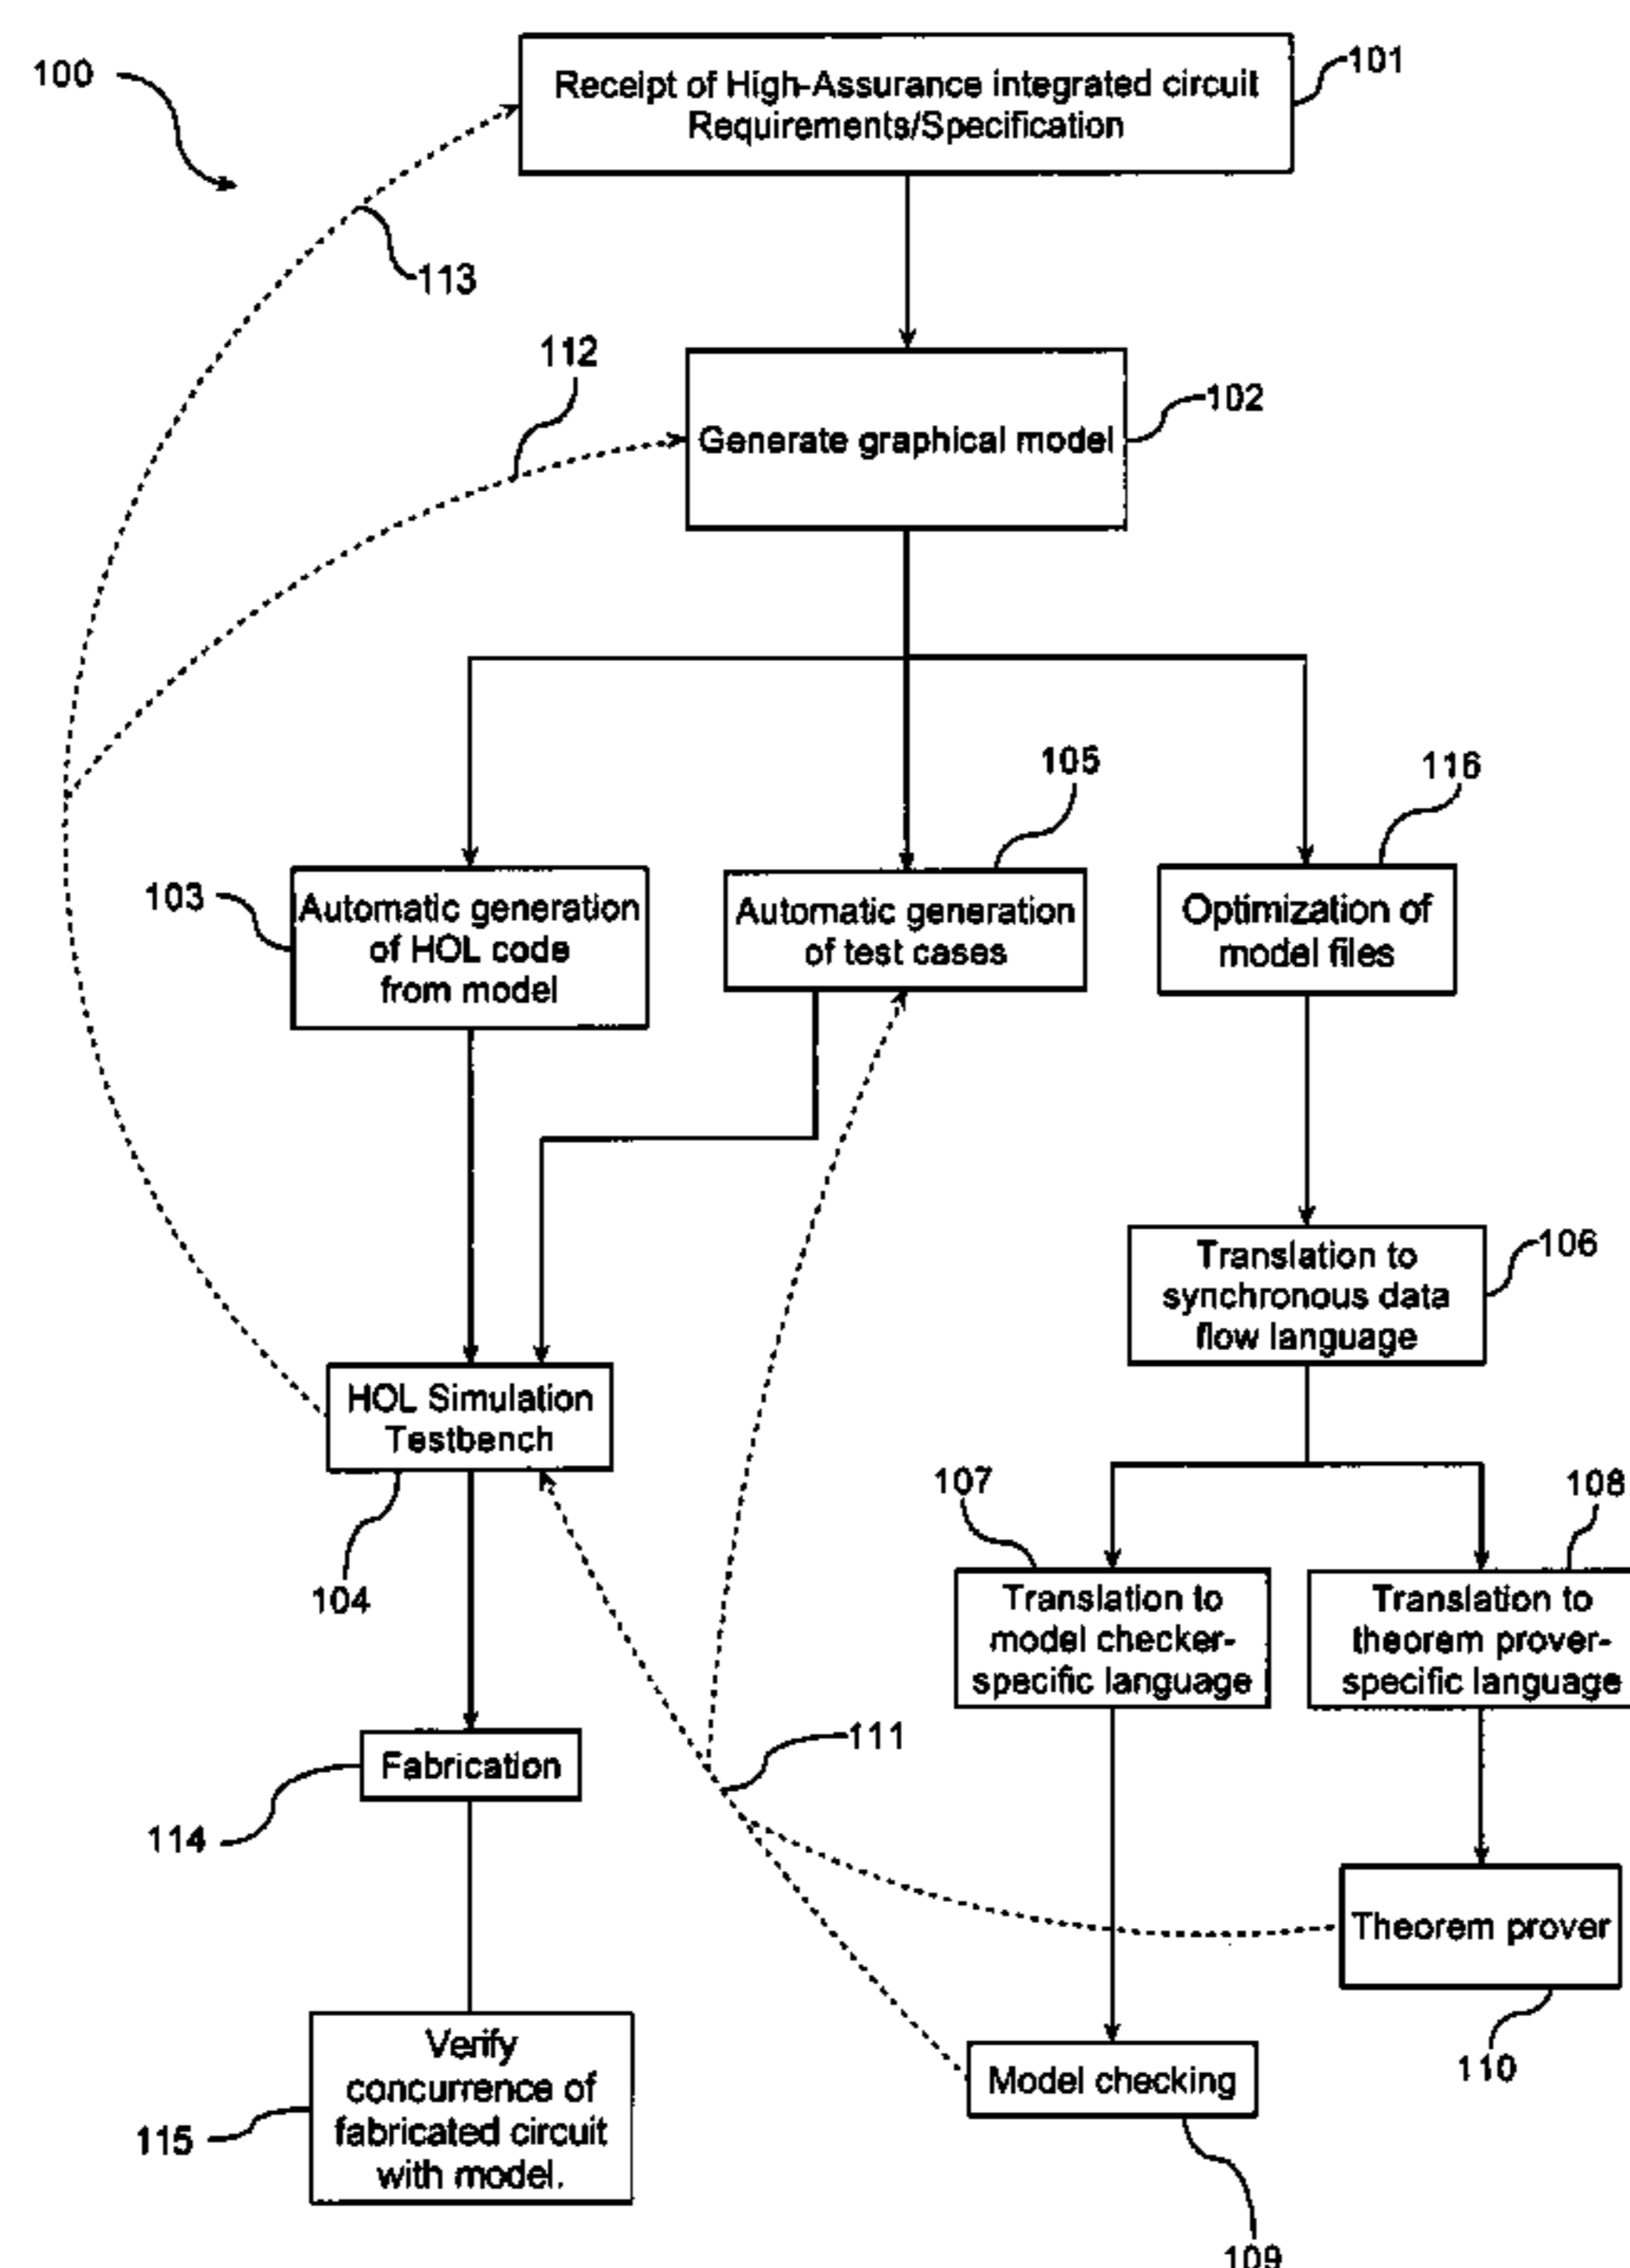 100
101
Receipt of High-Assurance integrated circuit
Requirements/Specification
113
112
102
Generate graphical model
105
116
103
Automatic generation
of HOL code
from model
Automatic generation
of test cases
Optimization of
model files
106
Translation to
synchronous data
flow language
HOL Simulation
Testbench
104
107
108
Translation to
model checker-
specific language
Translation to
theorem prover-
specific language
111
Fabrication
114
Theorem prover
110
Verify
concurrence of
fabricated circuit
with model.
115
Model checking
109